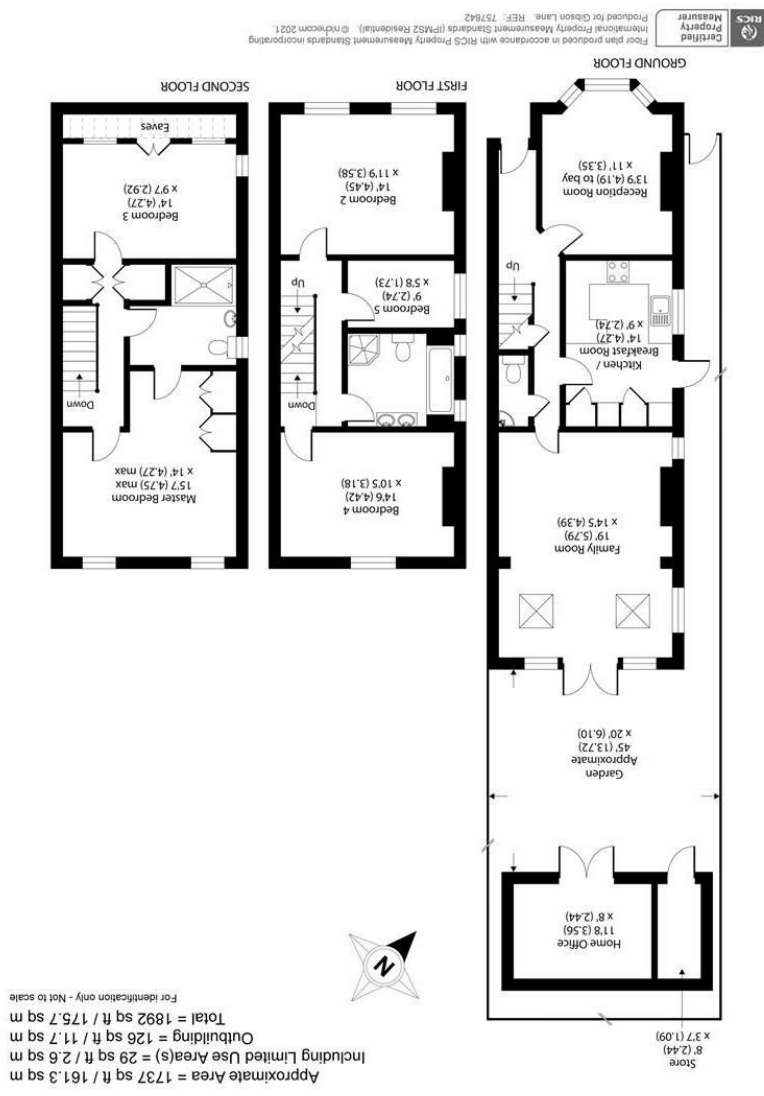 Approximate Area = 1737 sq ft / 161.3 sq m
Including Limited Use Area(s) = 29 sq ft / 2.6 sq m
Outbuilding = 126 sq ft / 11.7 sq m
Total = 1892 sq ft / 175.7 sq m
For identification only - Not to scale
Store
8' (2.44)
x 3'7 (1.09)
Home Office
11'8 (3.56)
x 8' (2.44)
N
Garden
Approximate
45' (13.72)
x 20' (6.10)
Family Room
19' (5.79)
x 14'5 (4.39)
Kitchen /
Breakfast Room
14' (4.27)
x 9' (2.74)
Up
Reception Room
13'9 (4.19) to bay
x 11' (3.35)
GROUND FLOOR
Bedroom 4
14'6 (4.42)
x 10'5 (3.18)
Down
Up
Bedroom 5
9' (2.74)
x 5'8 (1.73)
Bedroom 2
14' (4.45)
x 11'9 (3.58)
FIRST FLOOR
Master Bedroom
15'7 (4.75) max
x 14' (4.27) max
Down
Bedroom 3
14' (4.27)
x 9'7 (2.92)
Eaves
SECOND FLOOR
RICS
Certified
Property
Measurer
Floor plan produced in accordance with RICS Property Measurement Standards incorporating
International Property Measurement Standards (IPMS2 Residential). © nichecom 2021.
Produced for Gibson Lane. REF: 757642